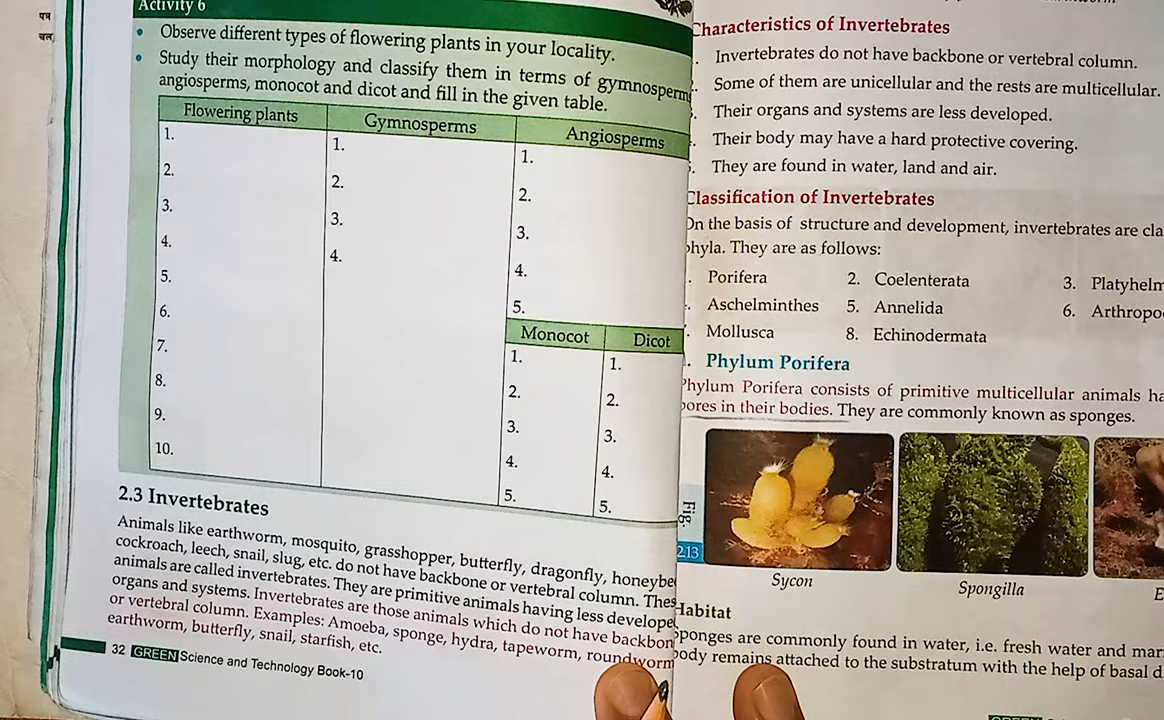 पत्र
Activity 6
• Observe different types of flowering plants in your locality.
• Study their morphology and classify them in terms of gymnosperm
angiosperms, monocot and dicot and fill in the given table.
Flowering plants Gymnosperms Angiosperms
1. 1. 1.
2. 2. 2.
3. 3. 3.
4. 4. 4.
5. 5.
6. Monocot Dicot
7. 1. 1.
8. 2. 2.
9. 3. 3.
10. 4. 4.
5. 5.
2.3 Invertebrates
Animals like earthworm, mosquito, grasshopper, butterfly, dragonfly, honeybe
cockroach, leech, snail, slug, etc. do not have backbone or vertebral column. Thes
animals are called invertebrates. They are primitive animals having less develope
organs and systems. Invertebrates are those animals which do not have backbon
or vertebral column. Examples: Amoeba, sponge, hydra, tapeworm, roundworm
earthworm, butterfly, snail, starfish, etc.
32 GREEN Science and Technology Book-10
Characteristics of Invertebrates
Invertebrates do not have backbone or vertebral column.
Some of them are unicellular and the rests are multicellular.
Their organs and systems are less developed.
Their body may have a hard protective covering.
They are found in water, land and air.
Classification of Invertebrates
On the basis of structure and development, invertebrates are cla
phyla. They are as follows:
Porifera 2. Coelenterata 3. Platyhelm
Aschelminthes 5. Annelida 6. Arthropo
Mollusca 8. Echinodermata
Phylum Porifera
Phylum Porifera consists of primitive multicellular animals ha
pores in their bodies. They are commonly known as sponges.
Fig. 2.13
Sycon Spongilla E
Habitat
Sponges are commonly found in water, i.e. fresh water and mar
body remains attached to the substratum with the help of basal d